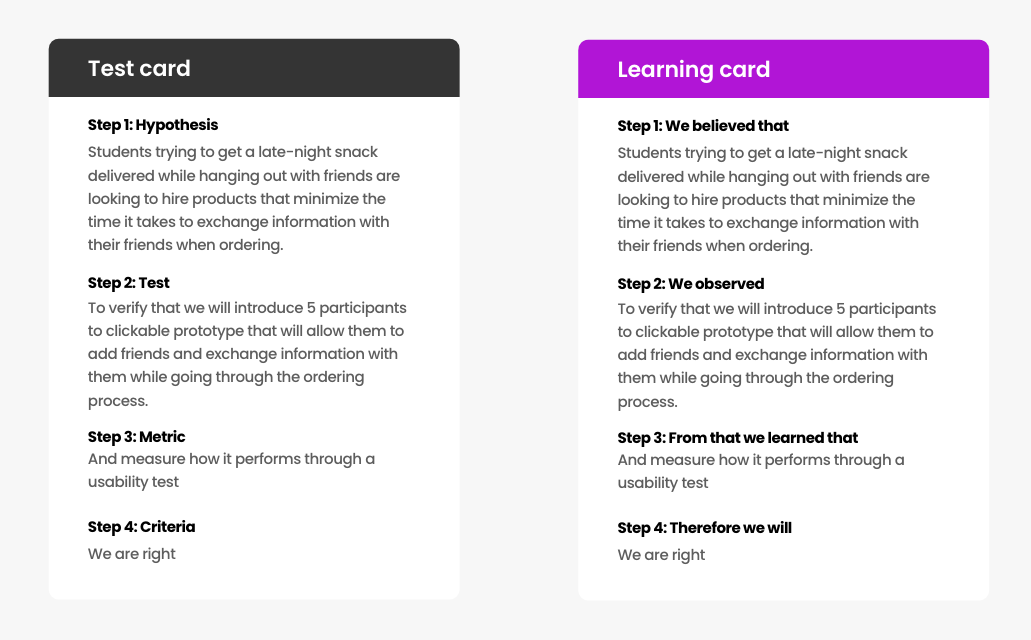 Test card
Step 1: Hypothesis
Students trying to get a late-night snack
delivered while hanging out with friends are
looking to hire products that minimize the
time it takes to exchange information with
their friends when ordering.
Step 2: Test
To verify that we will introduce 5 participants
to clickable prototype that will allow them to
add friends and exchange information with
them while going through the ordering
process.
Step 3: Metric
And measure how it performs through a
usability test
Step 4: Criteria
We are right
Learning card
Step 1: We believed that
Students trying to get a late-night snack
delivered while hanging out with friends are
looking to hire products that minimize the
time it takes to exchange information with
their friends when ordering.
Step 2: We observed
To verify that we will introduce 5 participants
to clickable prototype that will allow them to
add friends and exchange information with
them while going through the ordering
process.
Step 3: From that we learned that
And measure how it performs through a
usability test
Step 4: Therefore we will
We are right